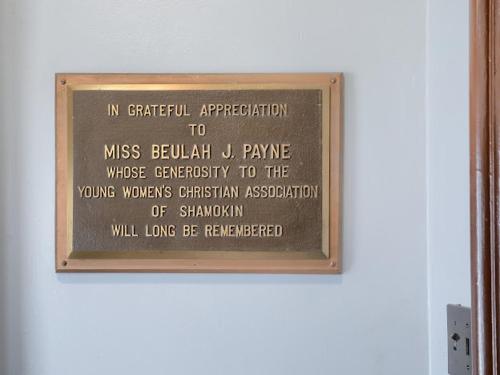 IN GRATEFUL APPRECIATION
TO
MISS BEULAH J. PAYNE
WHOSE GENEROSITY TO THE
YOUNG WOMEN'S CHRISTIAN ASSOCIATION
OF SHAMOKIN
WILL LONG BE REMEMBERED